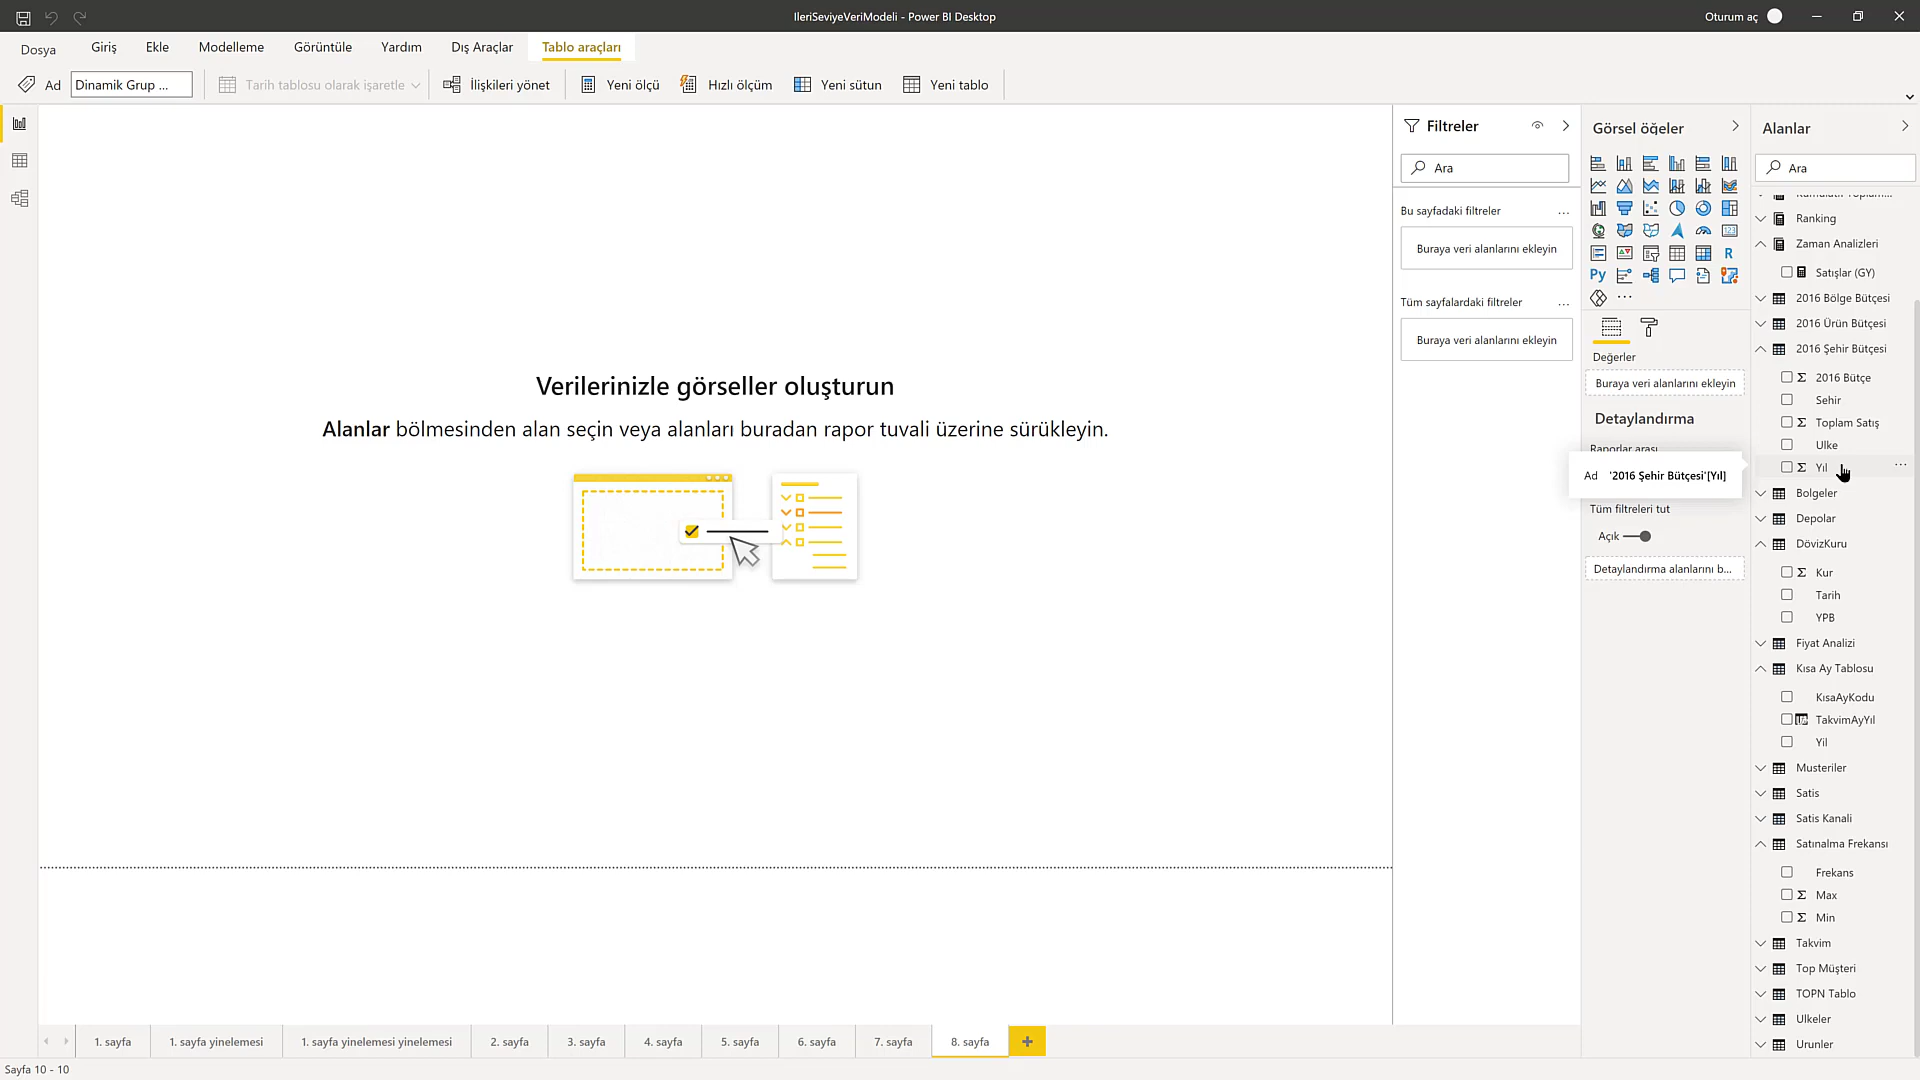 IleriSeviyeVeriModeli - Power BI Desktop
Oturum aç
Dosya
Giriş
Ekle
Modelleme
Görüntüle
Yardım
Dış Araçlar
Tablo araçları
Ad
Dinamik Grup ...
Tarih tablosu olarak işaretle
İlişkileri yönet
Yeni ölçü
Hızlı ölçüm
Yeni sütun
Yeni tablo
Verilerinizle görseller oluşturun
Alanlar bölmesinden alan seçin veya alanları buradan rapor tuvali üzerine sürükleyin.
Filtreler
Ara
Bu sayfadaki filtreler
...
Buraya veri alanlarını ekleyin
Tüm sayfalardaki filtreler
...
Buraya veri alanlarını ekleyin
Görsel öğeler
123
R
Py
...
Değerler
Buraya veri alanlarını ekleyin
Detaylandırma
Raporlar arası
Ad '2016 Şehir Bütçesi'[Yıl]
Tüm filtreleri tut
Açık
Detaylandırma alanlarını b...
Alanlar
Ara
Ranking
Zaman Analizleri
Satışlar (GY)
2016 Bölge Bütçesi
2016 Ürün Bütçesi
2016 Şehir Bütçesi
2016 Bütçe
Sehir
Toplam Satış
Ulke
Yıl
...
Bolgeler
Depolar
DövizKuru
Kur
Tarih
YPB
Fiyat Analizi
Kısa Ay Tablosu
KısaAyKodu
TakvimAyYıl
Yil
Musteriler
Satis
Satis Kanali
Satınalma Frekansı
Frekans
Max
Min
Takvim
Top Müşteri
TOPN Tablo
Ulkeler
Urunler
1. sayfa
1. sayfa yinelemesi
1. sayfa yinelemesi yinelemesi
2. sayfa
3. sayfa
4. sayfa
5. sayfa
6. sayfa
7. sayfa
8. sayfa
Sayfa 10 - 10